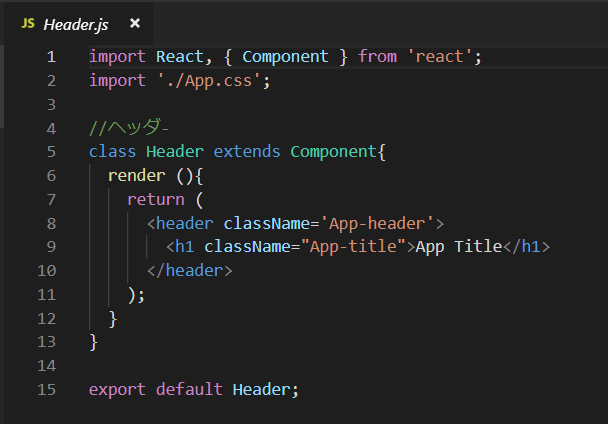 JS Header.js ×
1 import React, { Component } from 'react';
2 import './App.css';
3
4 //ヘッダ-
5 class Header extends Component{
6 render (){
7 return (
8 <header className='App-header'>
9 <h1 className="App-title">App Title</h1>
10 </header>
11 );
12 }
13 }
14
15 export default Header;